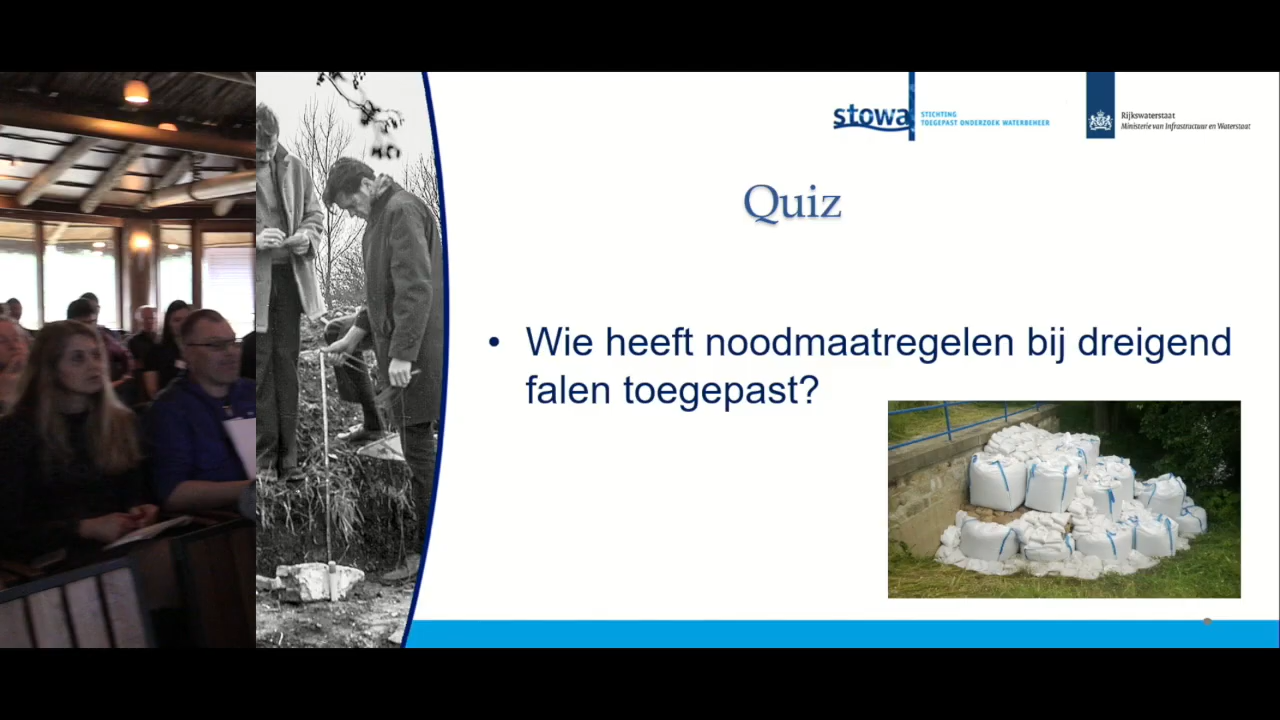 stowa
STICHTING
TOEGEPAST ONDERZOEK WATERBEHEER
Rijkswaterstaat
Ministerie van Infrastructuur en Waterstaat
Quiz
• Wie heeft noodmaatregelen bij dreigend
falen toegepast?